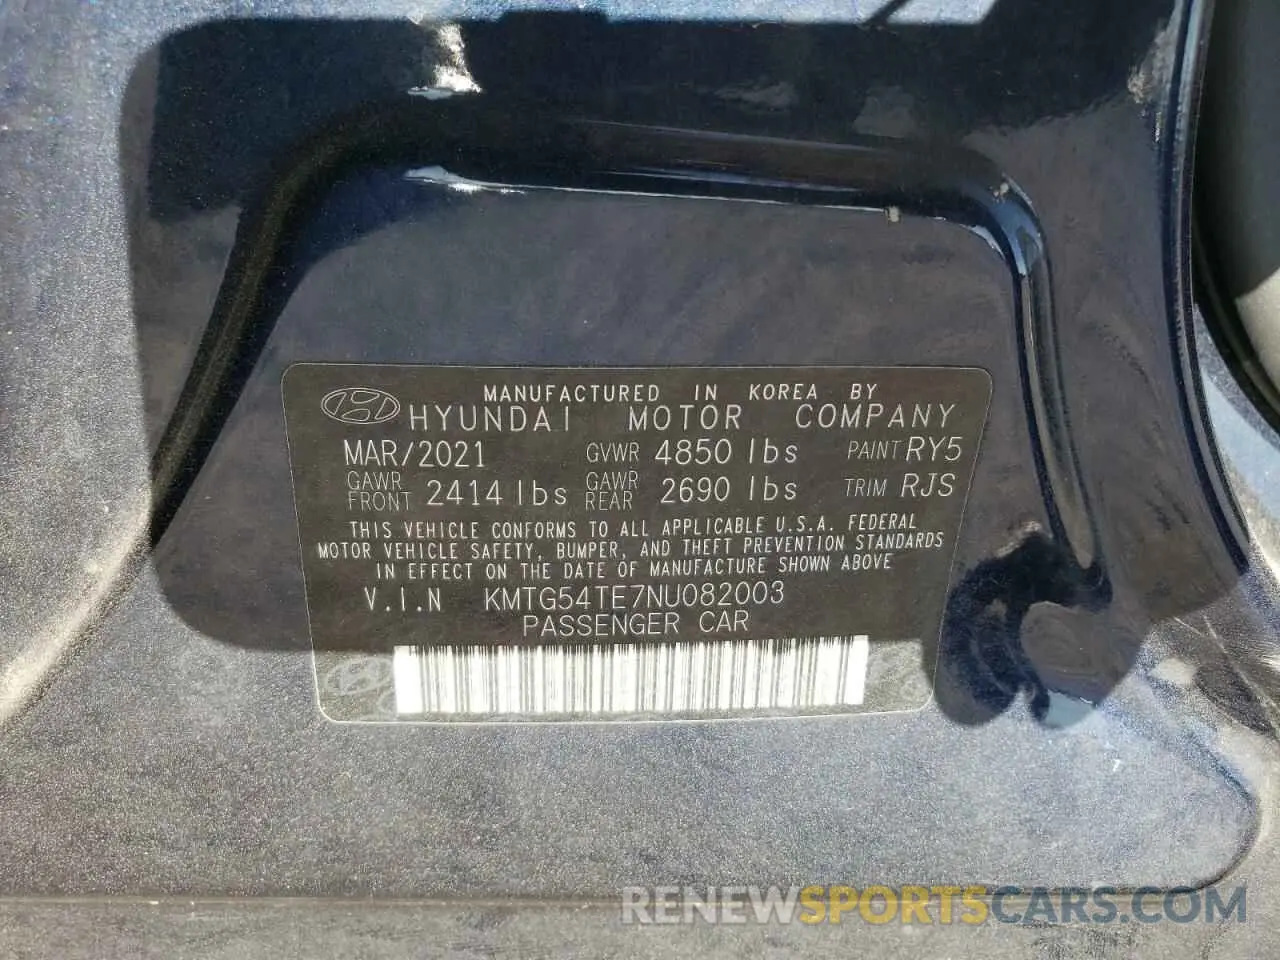 MANUFACTURED IN KOREA BY
HYUNDAI MOTOR COMPANY
MAR/2021 GVWR 4850 lbs PAINT RY5
GAWR FRONT 2414 lbs GAWR REAR 2690 lbs TRIM RJS
THIS VEHICLE CONFORMS TO ALL APPLICABLE U.S.A. FEDERAL
MOTOR VEHICLE SAFETY, BUMPER, AND THEFT PREVENTION STANDARDS
IN EFFECT ON THE DATE OF MANUFACTURE SHOWN ABOVE
V.I.N KMTG54TE7NU082003
PASSENGER CAR
RENEWSPORTSCARS.COM